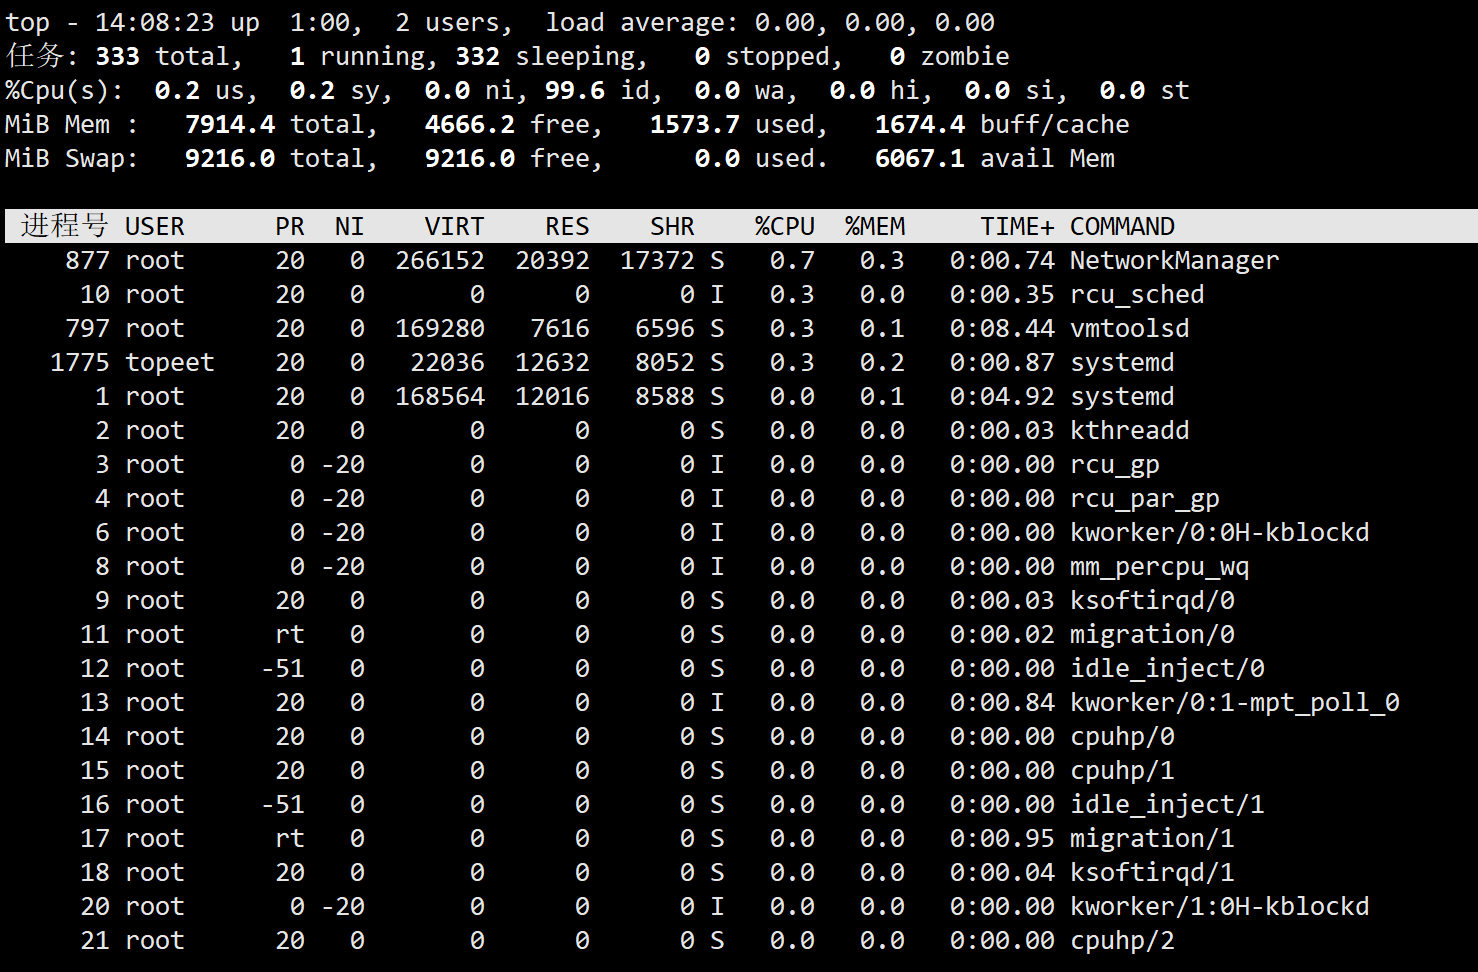 top - 14:08:23 up  1:00,  2 users,  load average: 0.00, 0.00, 0.00
任务: 333 total,   1 running, 332 sleeping,   0 stopped,   0 zombie
%Cpu(s):  0.2 us,  0.2 sy,  0.0 ni, 99.6 id,  0.0 wa,  0.0 hi,  0.0 si,  0.0 st
MiB Mem :   7914.4 total,   4666.2 free,   1573.7 used,   1674.4 buff/cache
MiB Swap:   9216.0 total,   9216.0 free,      0.0 used.   6067.1 avail Mem
进程号 USER      PR  NI    VIRT    RES    SHR    %CPU  %MEM     TIME+ COMMAND
877 root      20   0  266152  20392  17372 S   0.7   0.3   0:00.74 NetworkManager
10 root      20   0       0      0      0 I   0.3   0.0   0:00.35 rcu_sched
797 root      20   0  169280   7616   6596 S   0.3   0.1   0:08.44 vmtoolsd
1775 topeet    20   0   22036  12632   8052 S   0.3   0.2   0:00.87 systemd
1 root      20   0  168564  12016   8588 S   0.0   0.1   0:04.92 systemd
2 root      20   0       0      0      0 S   0.0   0.0   0:00.03 kthreadd
3 root       0 -20       0      0      0 I   0.0   0.0   0:00.00 rcu_gp
4 root       0 -20       0      0      0 I   0.0   0.0   0:00.00 rcu_par_gp
6 root       0 -20       0      0      0 I   0.0   0.0   0:00.00 kworker/0:0H-kblockd
8 root       0 -20       0      0      0 I   0.0   0.0   0:00.00 mm_percpu_wq
9 root      20   0       0      0      0 S   0.0   0.0   0:00.03 ksoftirqd/0
11 root      rt   0       0      0      0 S   0.0   0.0   0:00.02 migration/0
12 root     -51   0       0      0      0 S   0.0   0.0   0:00.00 idle_inject/0
13 root      20   0       0      0      0 I   0.0   0.0   0:00.84 kworker/0:1-mpt_poll_0
14 root      20   0       0      0      0 S   0.0   0.0   0:00.00 cpuhp/0
15 root      20   0       0      0      0 S   0.0   0.0   0:00.00 cpuhp/1
16 root     -51   0       0      0      0 S   0.0   0.0   0:00.00 idle_inject/1
17 root      rt   0       0      0      0 S   0.0   0.0   0:00.95 migration/1
18 root      20   0       0      0      0 S   0.0   0.0   0:00.04 ksoftirqd/1
20 root       0 -20       0      0      0 I   0.0   0.0   0:00.00 kworker/1:0H-kblockd
21 root      20   0       0      0      0 S   0.0   0.0   0:00.00 cpuhp/2